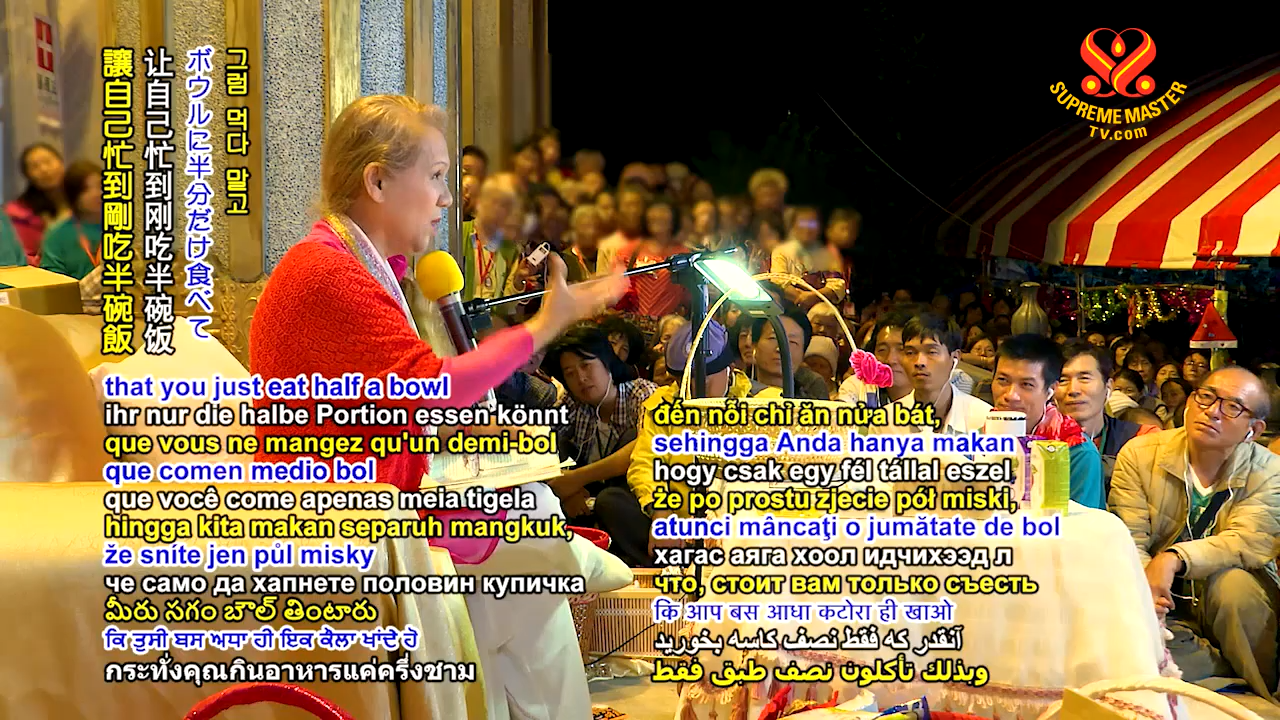 그럼 먹다 말고
ボウルに半分だけ食べて
让自己忙到刚吃半碗饭
讓自己忙到剛吃半碗飯
SUPREME MASTER
TV.com
that you just eat half a bowl
ihr nur die halbe Portion essen könnt
que vous ne mangez qu'un demi-bol
que comen medio bol
que você come apenas meia tigela
hingga kita makan separuh mangkuk,
že sníte jen půl misky
че само да хапнете половин купичка
మీరు సగం బౌల్ తింటారు
ਕਿ ਤੁਸੀ ਬਸ ਅਧਾ ਹੀ ਇਕ ਕੌਲਾ ਖਾਂਦੇ ਹੋ
กระทั่งคุณกินอาหารแค่ครึ่งชาม
đến nỗi chỉ ăn nửa bát,
sehingga Anda hanya makan
hogy csak egy fél tállal eszel,
że po prostu zjecie pół miski,
atunci mâncaţi o jumătate de bol
хагас аяга хоол идчихээд л
что, стоит вам только съесть
कि आप बस आधा कटोरा ही खाओ
آنقدر که فقط نصف کاسه بخورید
وبذلك تأكلون نصف طبق فقط